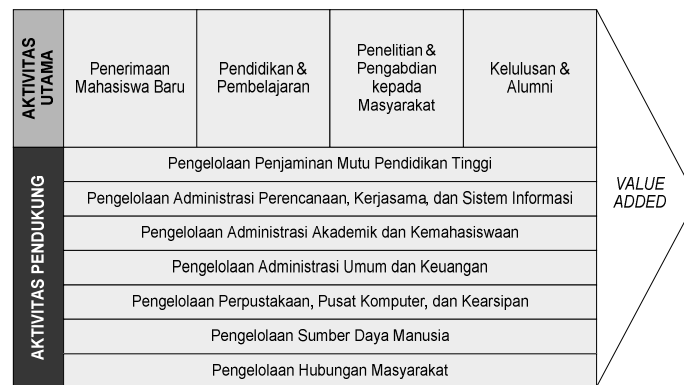 AKTIVITAS
UTAMA
Penerimaan
Mahasiswa Baru
Pendidikan &
Pembelajaran
Penelitian &
Pengabdian
kepada
Masyarakat
Kelulusan &
Alumni
AKTIVITAS PENDUKUNG
Pengelolaan Penjaminan Mutu Pendidikan Tinggi
Pengelolaan Administrasi Perencanaan, Kerjasama, dan Sistem Informasi
Pengelolaan Administrasi Akademik dan Kemahasiswaan
Pengelolaan Administrasi Umum dan Keuangan
Pengelolaan Perpustakaan, Pusat Komputer, dan Kearsipan
Pengelolaan Sumber Daya Manusia
Pengelolaan Hubungan Masyarakat
VALUE
ADDED